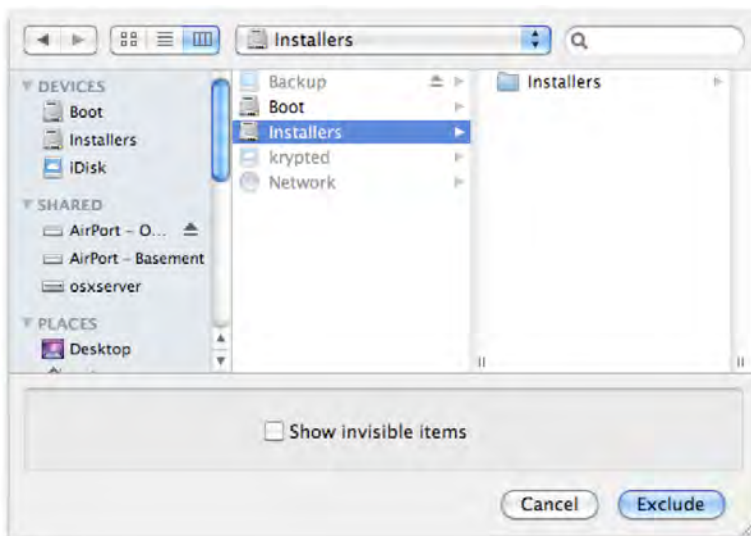 Installers
DEVICES
Boot
Installers
iDisk
SHARED
AirPort – O...
AirPort – Basement
osxserver
PLACES
Desktop
Backup
Boot
Installers
krypted
Network
Installers
Show invisible items
Cancel
Exclude